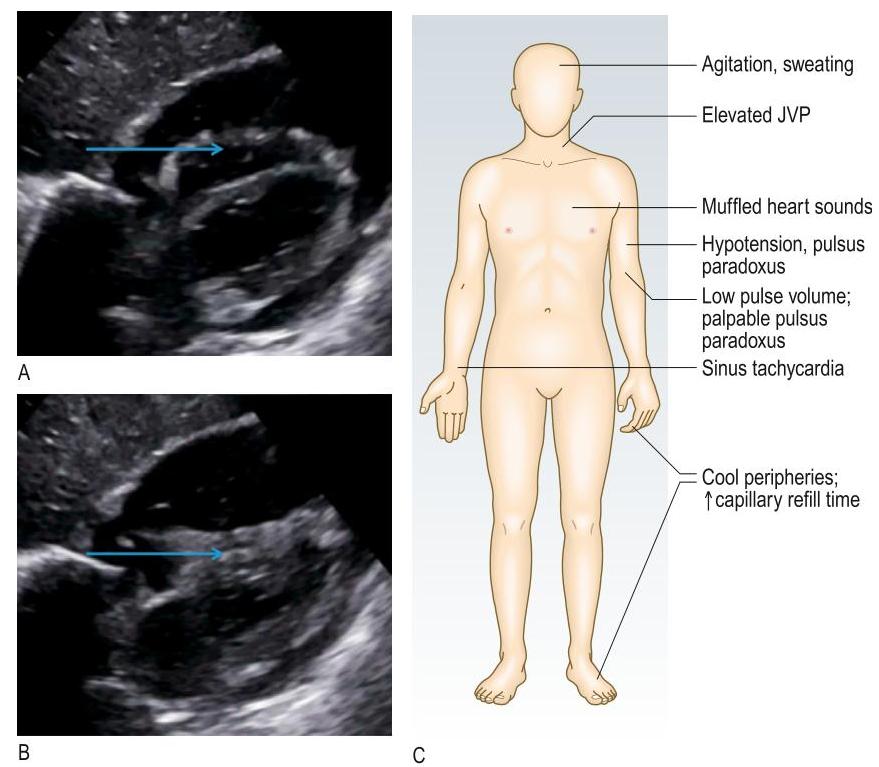 A
B
C
Agitation, sweating
Elevated JVP
Muffled heart sounds
Hypotension, pulsus
paradoxus
Low pulse volume;
palpable pulsus
paradoxus
Sinus tachycardia
Cool peripheries;
↑capillary refill time